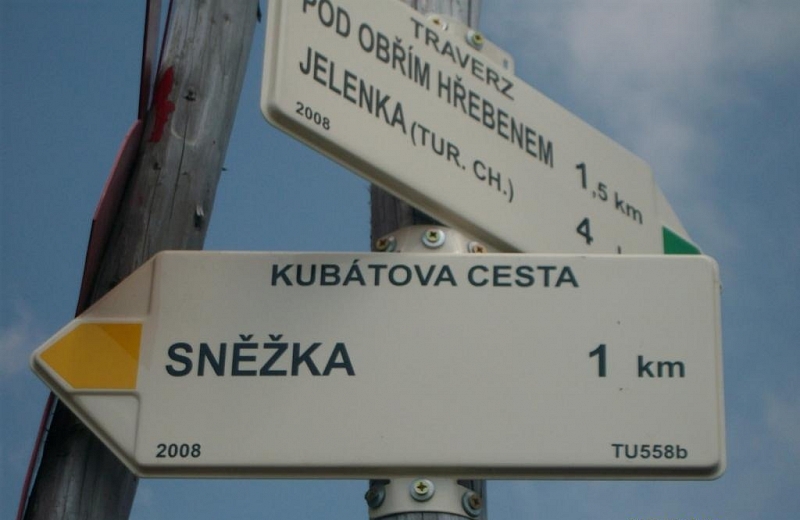 TRAVERZ
POD OBŘÍM HŘEBENEM 1,5 km
JELENKA (TUR. CH.) 4
2008
KUBÁTOVA CESTA
SNĚŽKA 1 km
2008 TU558b